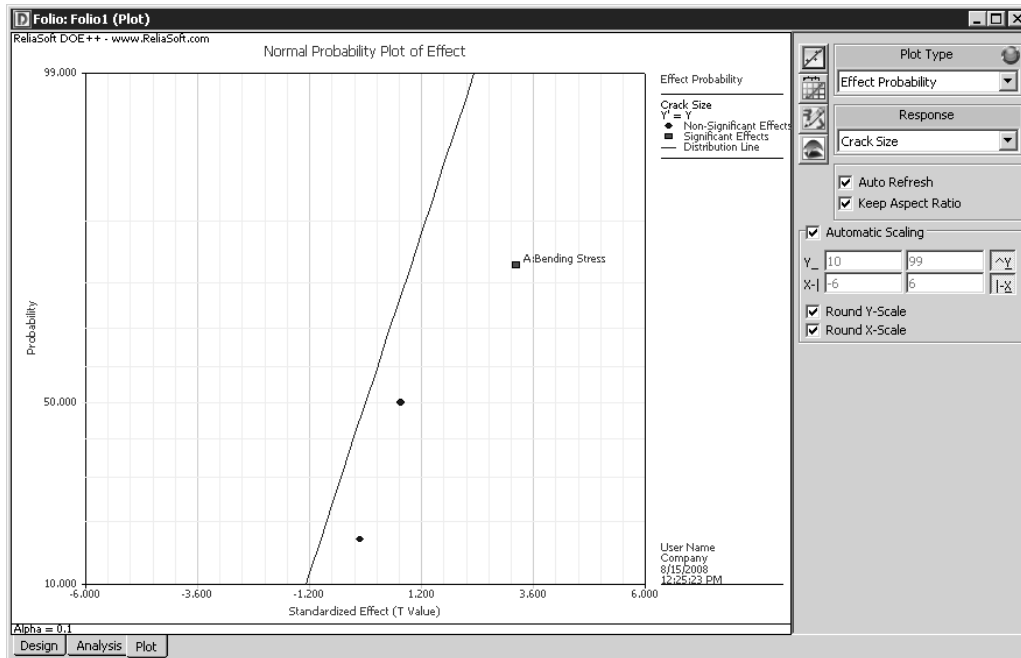 Folio: Folio1 (Plot)
ReliaSoft DOE++ - www.ReliaSoft.com
Normal Probability Plot of Effect
99.000
50.000
10.000
Probability
A:Bending Stress
-6.000
-3.600
-1.200
1.200
3.600
6.000
Standardized Effect (T Value)
Alpha = 0.1
Effect Probability
Crack Size
Y' = Y
Non-Significant Effects
Significant Effects
Distribution Line
User Name
Company
8/15/2008
12:25:23 PM
Plot Type
Effect Probability
Response
Crack Size
Auto Refresh
Keep Aspect Ratio
Automatic Scaling
Y_ 10 99 ^Y
X-| -6 6 |-X
Round Y-Scale
Round X-Scale
Design Analysis Plot